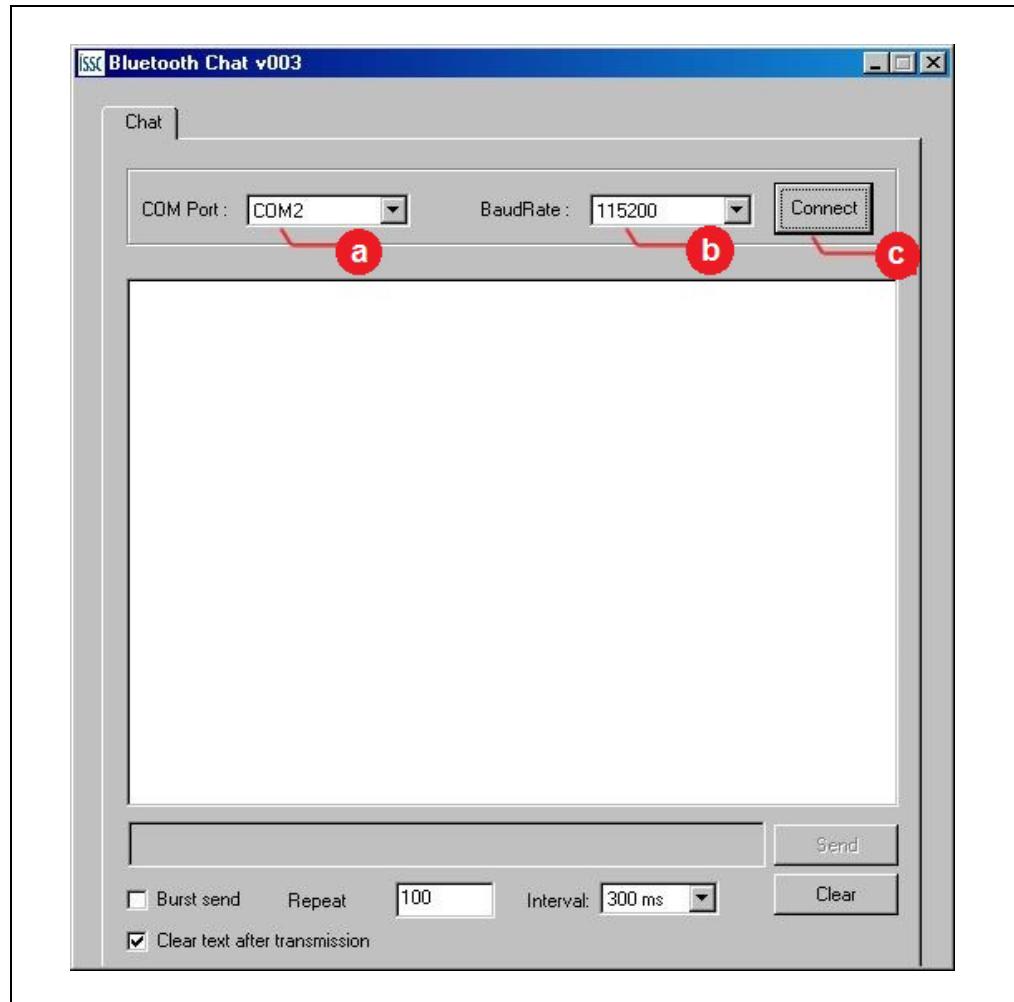 ISSC Bluetooth Chat v003
Chat
COM Port : COM2 BaudRate : 115200 Connect
a b c
Send
Burst send Repeat 100 Interval: 300 ms Clear
Clear text after transmission